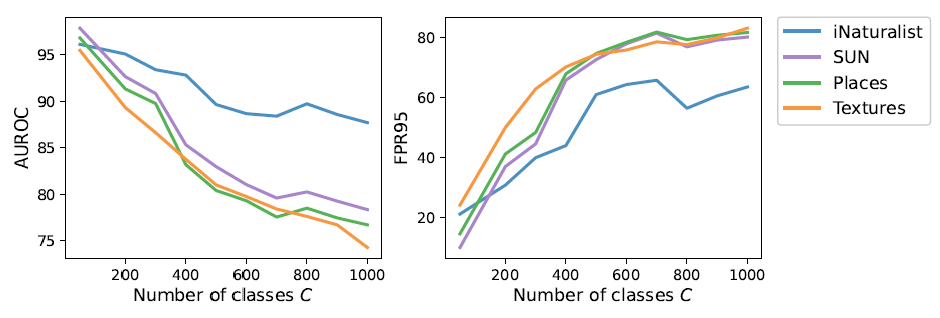 95
90
85
80
75
AUROC
200 400 600 800 1000
Number of classes C
80
60
40
20
FPR95
200 400 600 800 1000
Number of classes C
iNaturalist
SUN
Places
Textures